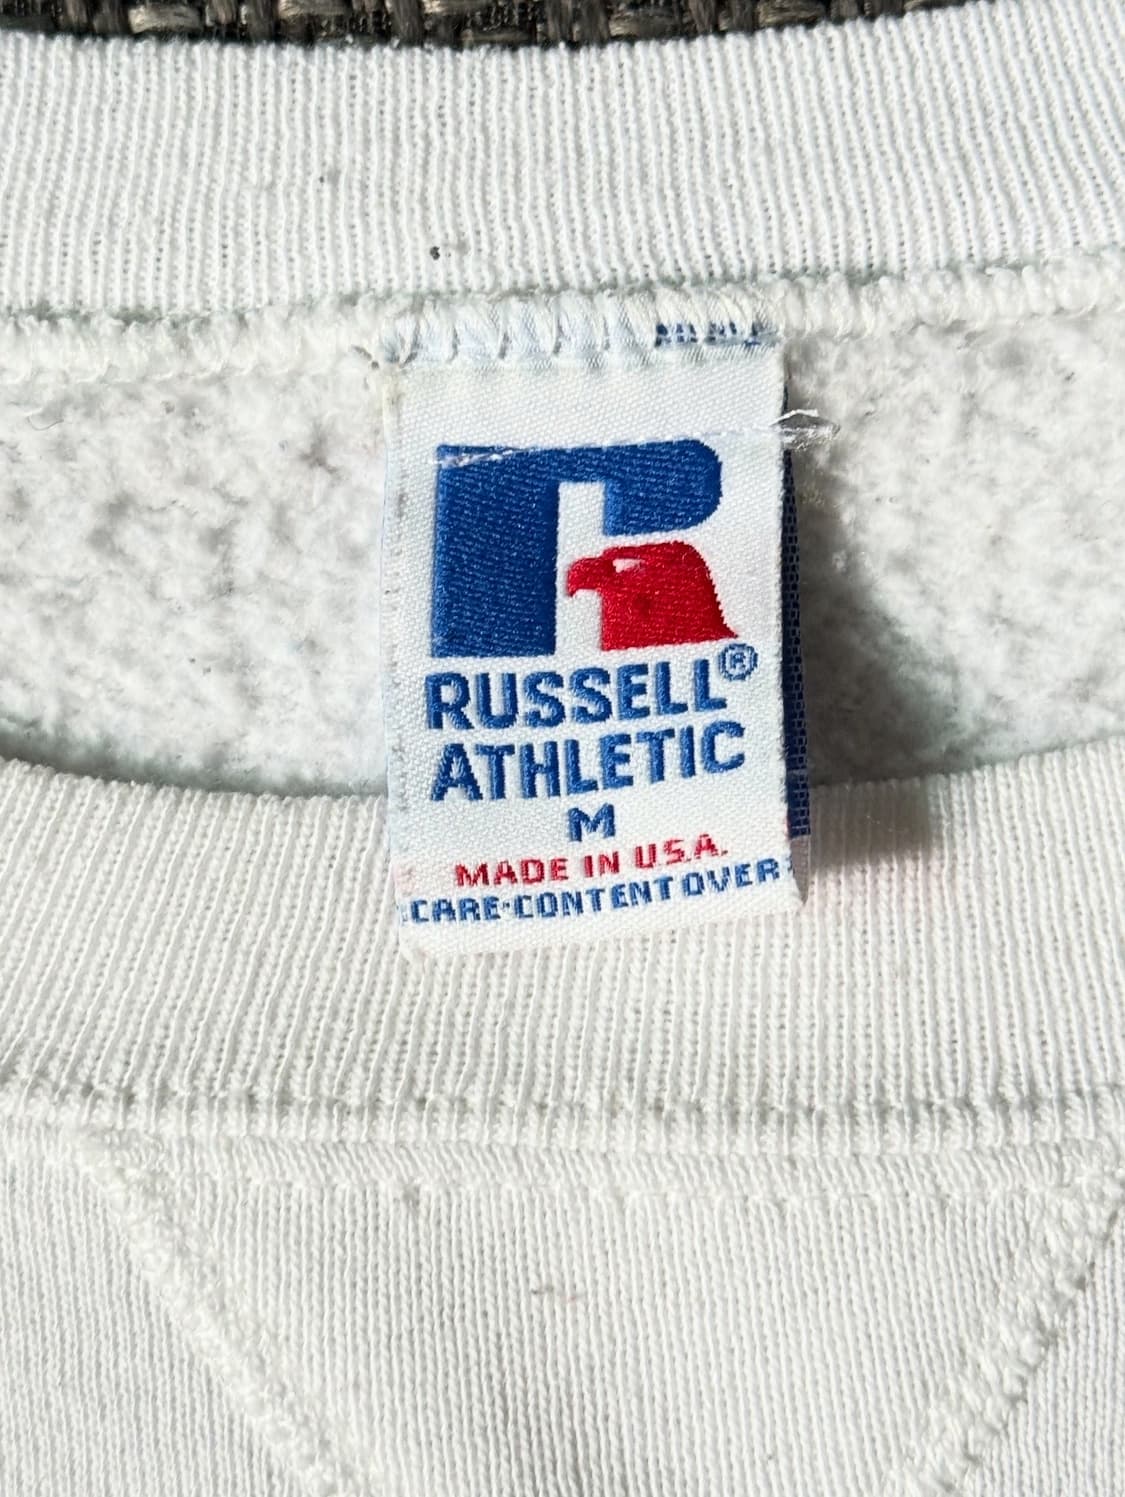 RUSSELL®
ATHLETIC
M
MADE IN U.S.A.
CARE·CONTENT OVER